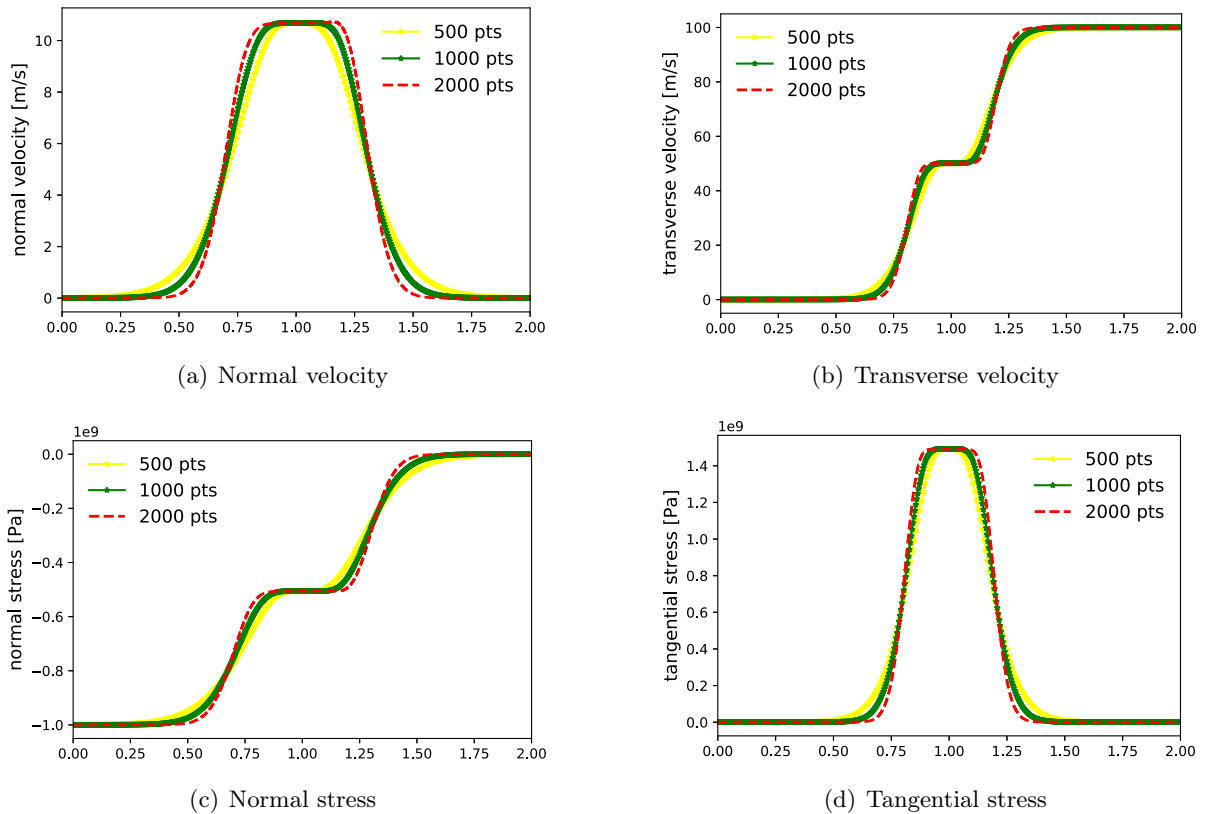 500 pts
1000 pts
2000 pts
normal velocity [m/s]
10
8
6
4
2
0
0.00 0.25 0.50 0.75 1.00 1.25 1.50 1.75 2.00
(a) Normal velocity
500 pts
1000 pts
2000 pts
transverse velocity [m/s]
100
80
60
40
20
0
0.00 0.25 0.50 0.75 1.00 1.25 1.50 1.75 2.00
(b) Transverse velocity
1e9
500 pts
1000 pts
2000 pts
normal stress [Pa]
0.0
−0.2
−0.4
−0.6
−0.8
−1.0
0.00 0.25 0.50 0.75 1.00 1.25 1.50 1.75 2.00
(c) Normal stress
1e9
500 pts
1000 pts
2000 pts
tangential stress [Pa]
1.4
1.2
1.0
0.8
0.6
0.4
0.2
0.0
0.00 0.25 0.50 0.75 1.00 1.25 1.50 1.75 2.00
(d) Tangential stress